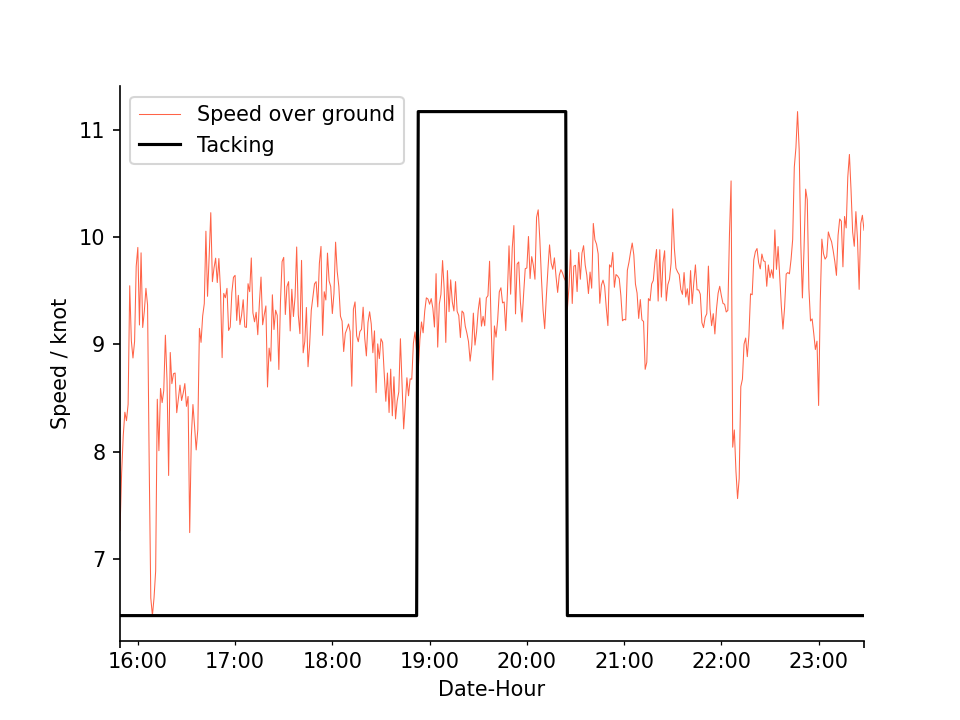 Speed over ground
Tacking
11
10
9
8
7
Speed / knot
16:00 17:00 18:00 19:00 20:00 21:00 22:00 23:00
Date-Hour